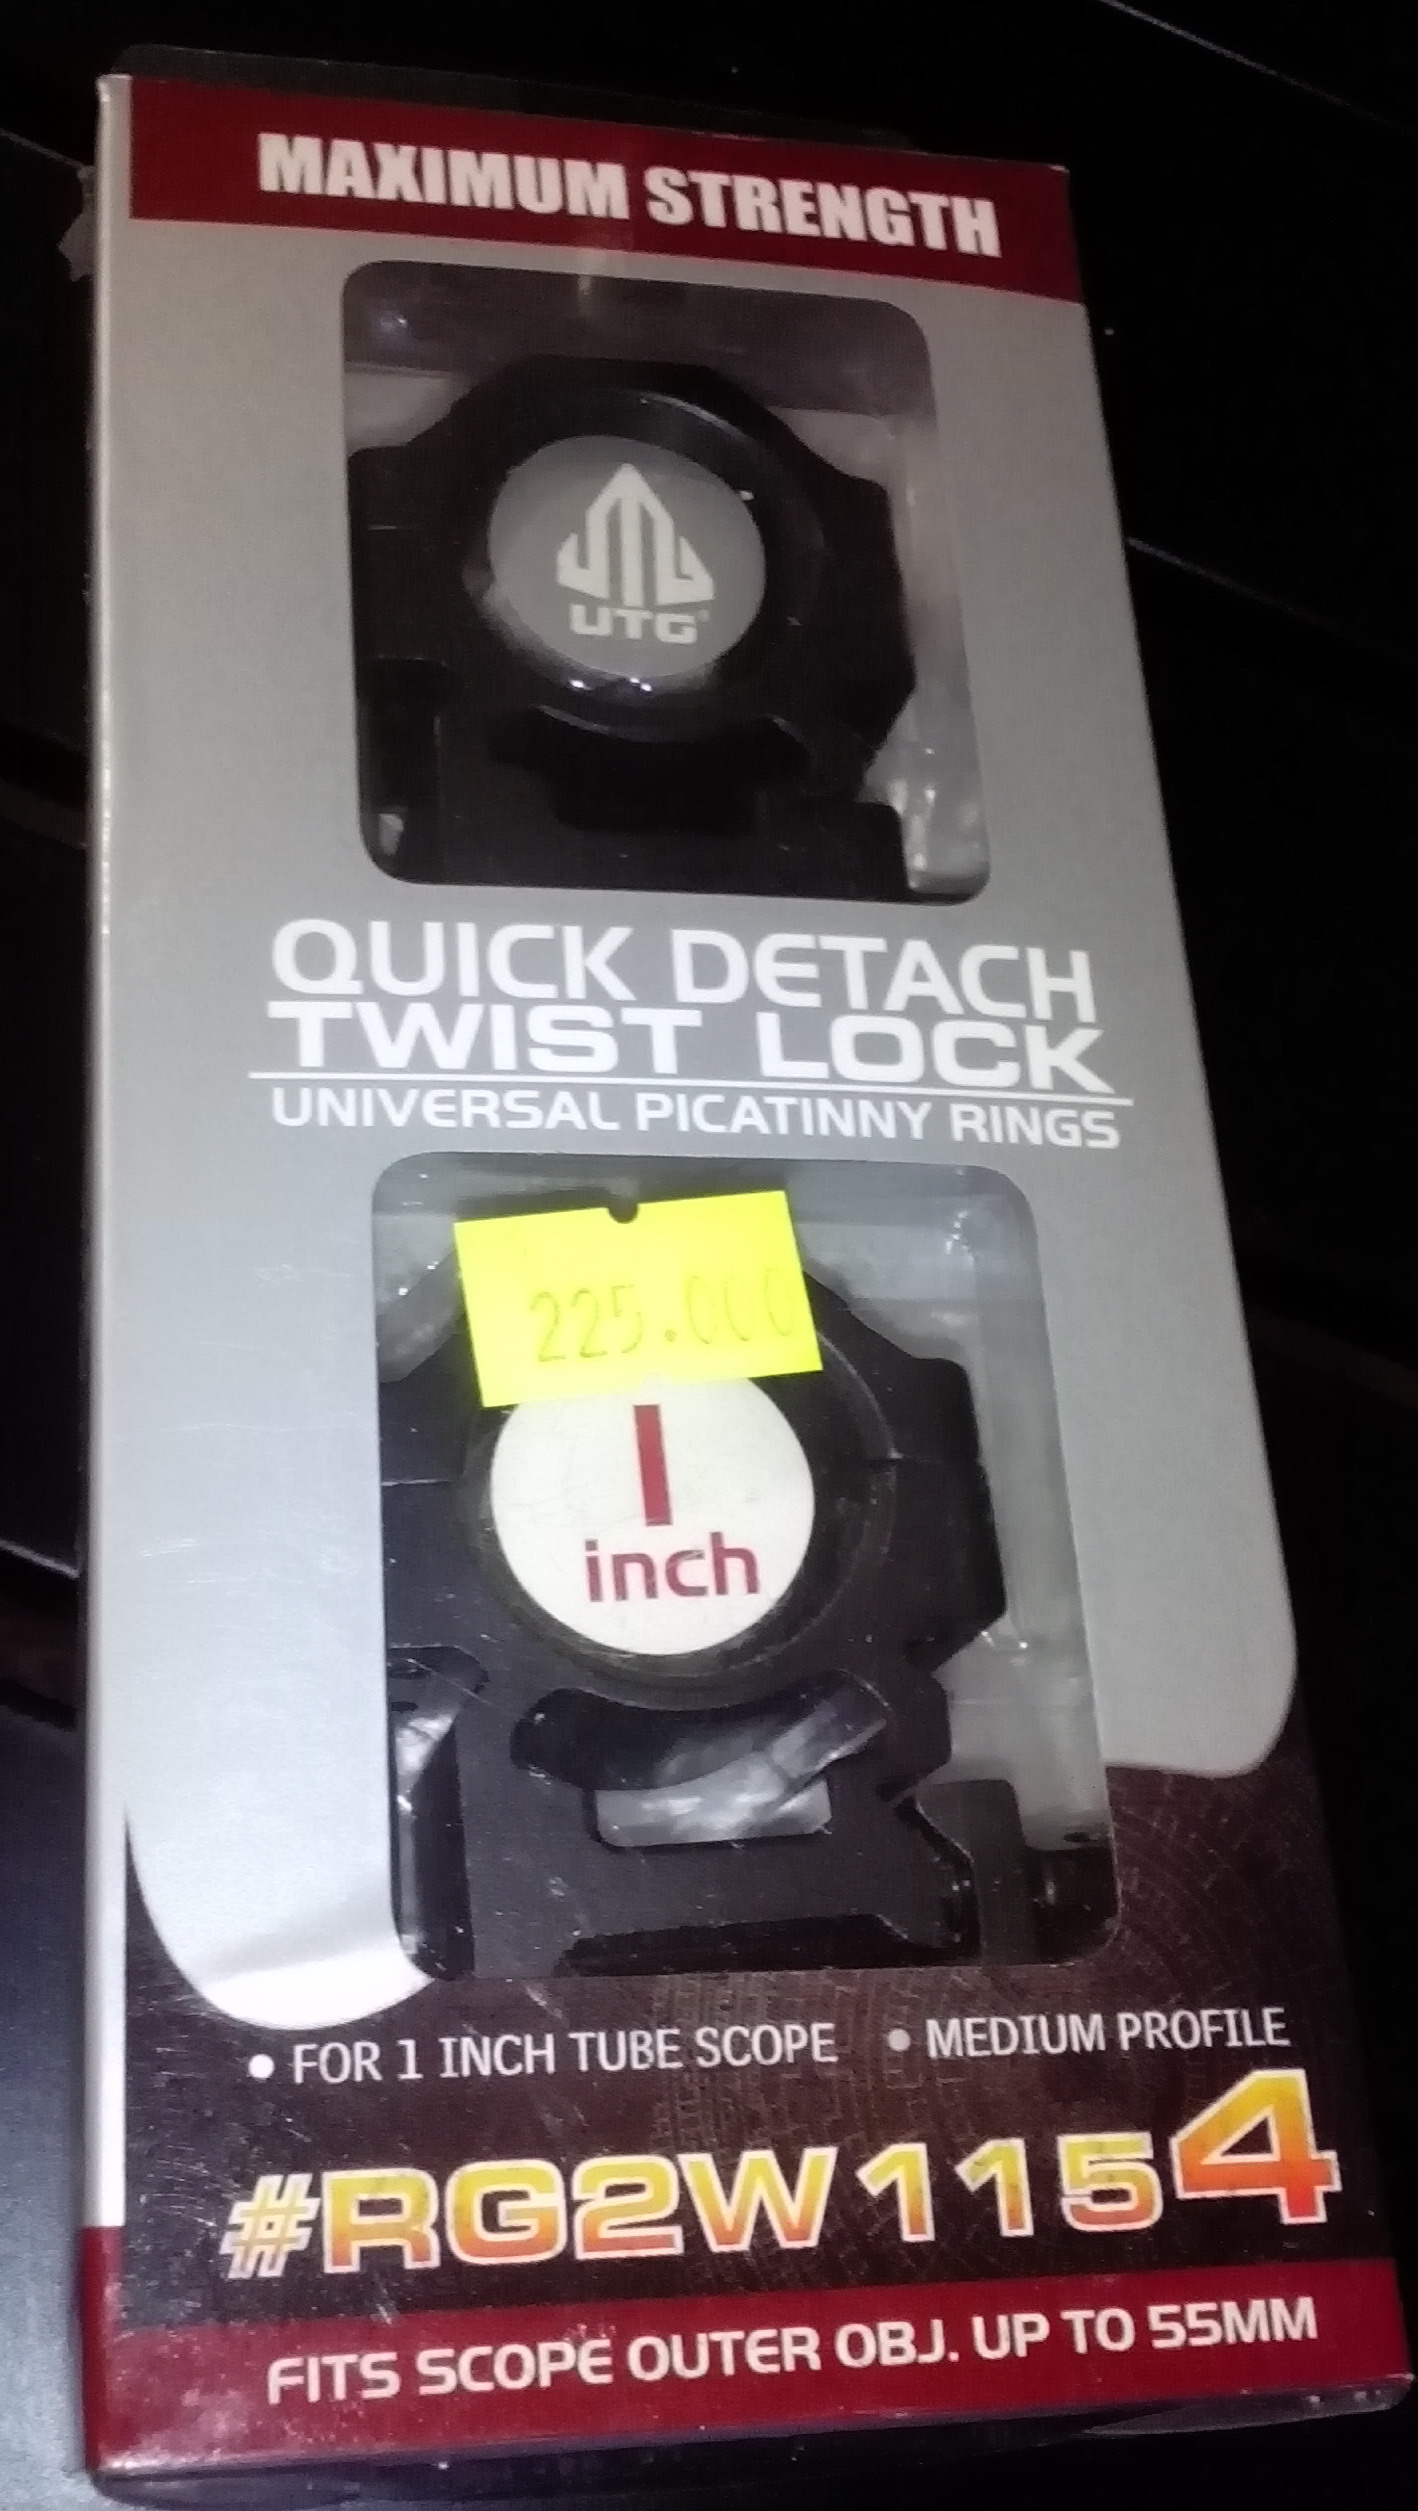 MAXIMUM STRENGTH
UTG®
QUICK DETACH
TWIST LOCK
UNIVERSAL PICATINNY RINGS
225.000
1
inch
• FOR 1 INCH TUBE SCOPE • MEDIUM PROFILE
#RG2W1154
FITS SCOPE OUTER OBJ. UP TO 55MM